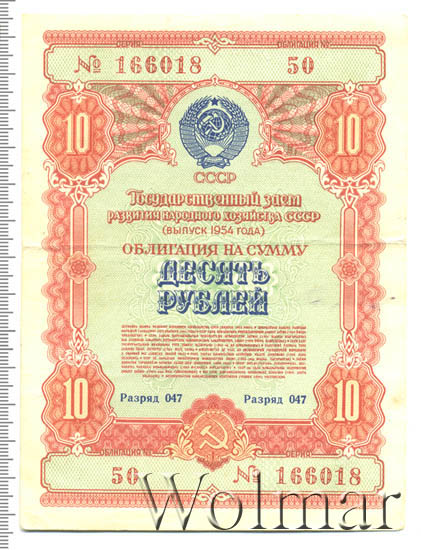 СЕРИЯ ОБЛИГАЦИЯ №
№ 166018 50
10 10
СССР
Государственный заем
развития народного хозяйства СССР
(ВЫПУСК 1954 ГОДА)
ОБЛИГАЦИЯ НА СУММУ
ДЕСЯТЬ
РУБЛЕЙ
Разряд 047 Разряд 047
10 10
ОБЛИГАЦИЯ № СЕРИЯ
50 № 166018
Wolmar